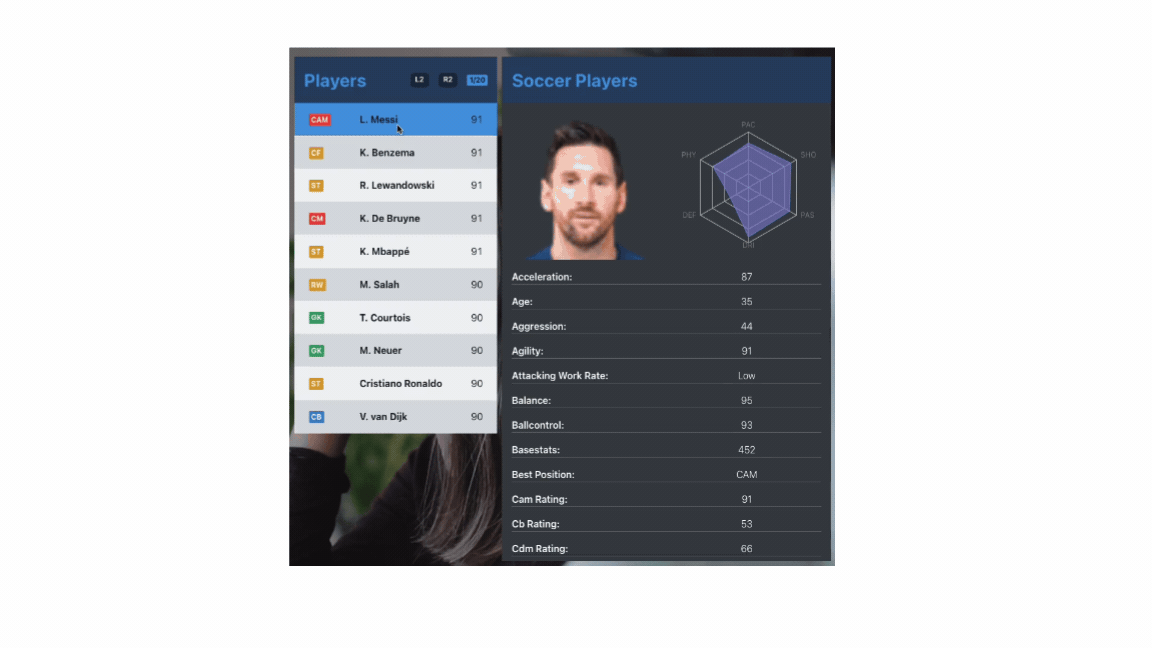 Players L2 R2 1/20
CAM L. Messi 91
CF K. Benzema 91
ST R. Lewandowski 91
CM K. De Bruyne 91
ST K. Mbappé 91
RW M. Salah 90
GK T. Courtois 90
GK M. Neuer 90
ST Cristiano Ronaldo 90
CB V. van Dijk 90
Soccer Players
PAC
PHY SHO
DEF PAS
DRI
Acceleration: 87
Age: 35
Aggression: 44
Agility: 91
Attacking Work Rate: Low
Balance: 95
Ballcontrol: 93
Basestats: 452
Best Position: CAM
Cam Rating: 91
Cb Rating: 53
Cdm Rating: 66